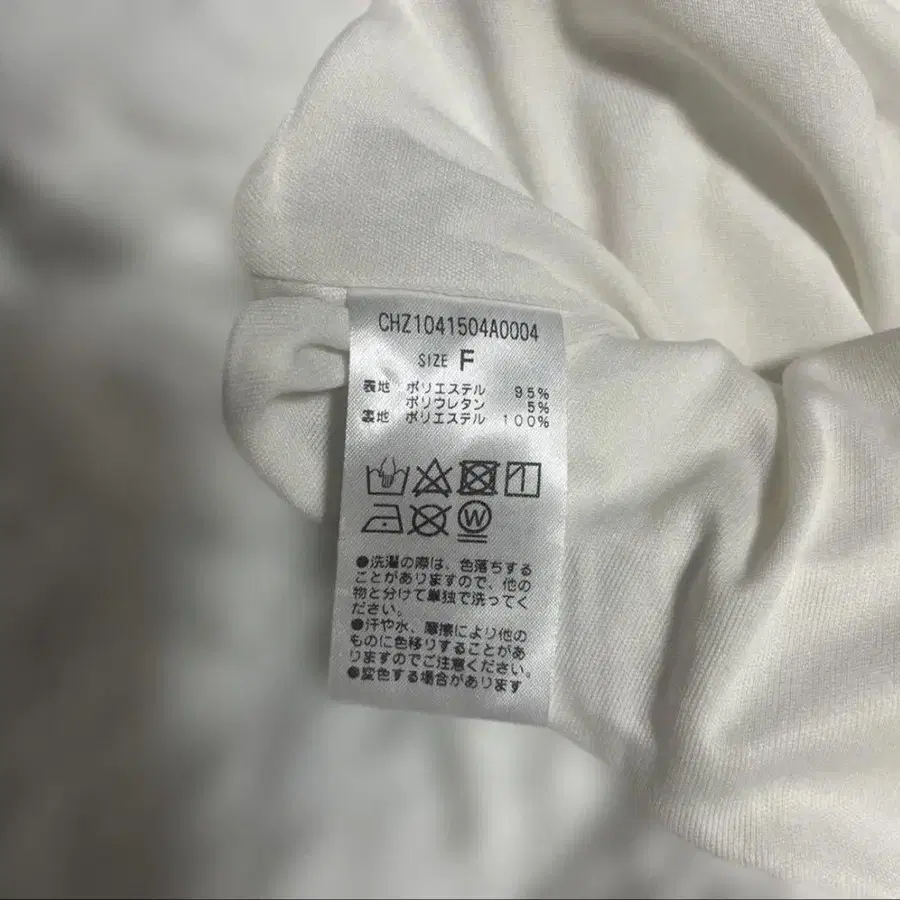 CHZ1041504A0004
SIZE F
表地 ポリエステル 95%
ポリウレタン 5%
裏地 ポリエステル 100%
W
●洗濯の際は、色落ちする
ことがありますので、他の
物と分けて単独で洗ってく
ださい。
●汗や水、摩擦により他の
ものに色移りすることがあ
りますのでご注意ください。
●変色する場合があります